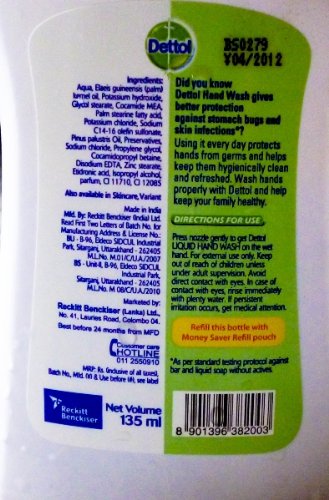 Dettol
BS0279
Y04/2012
Ingredients:
Aqua, Elaeis guineensis (palm)
kernel oil, Potassium hydroxide,
Glycol stearate, Cocamide MEA,
Palm stearine fatty acid,
Potassium chloride, Sodium
C14-16 olefin sulfonate,
Pinus palustris Oil, Preservatives,
Sodium chloride, Propylene glycol,
Cocamidopropyl betaine,
Disodium EDTA, Zinc stearate,
Etidronic acid, Isopropyl alcohol,
parfum, CI 11710, CI 12085
Also available in Skincare, Variant
Made in India
Mfd. By: Reckitt Benckiser (India) Ltd.
Read First Two Letters of Batch No. for
Manufacturing Address & License No.:
BU - B-96, Eldeco SIDCUL Industrial
Park, Sitarganj, Uttarakhand - 262405
M.L.No. M.01/C/UA/2007
BS - Unit-II, B-96, Eldeco SIDCUL
Industrial Park,
Sitarganj, Uttarakhand - 262405
M.L.No. M 08/C/UA/2010
Marketed by:
Reckitt Benckiser (Lanka) Ltd.,
No. 41, Lauries Road, Colombo 04.
Best before 24 months from MFD
Customer care
HOTLINE
011 2550910
MRP: Rs. (inclusive of all taxes),
Batch No., Mfd. (Y) & Use before (M), see label
Reckitt
Benckiser
Net Volume
135 ml
Did you know
Dettol Hand Wash gives
better protection
against stomach bugs and
skin infections*?
Using it every day protects
hands from germs and helps
keep them hygienically clean
and refreshed. Wash hands
properly with Dettol and help
keep your family healthy.
DIRECTIONS FOR USE
Press nozzle gently to get Dettol
LIQUID HAND WASH on the wet
hand. For external use only. Keep
out of reach of children unless
under adult supervision. Avoid
direct contact with eyes. In case of
contact with eyes, rinse immediately
with plenty water. If persistent
irritation occurs, get medical attention.
Refill this bottle with
Money Saver Refill pouch
*As per standard testing protocol against
bar and liquid soap without actives.
8 901396 382003